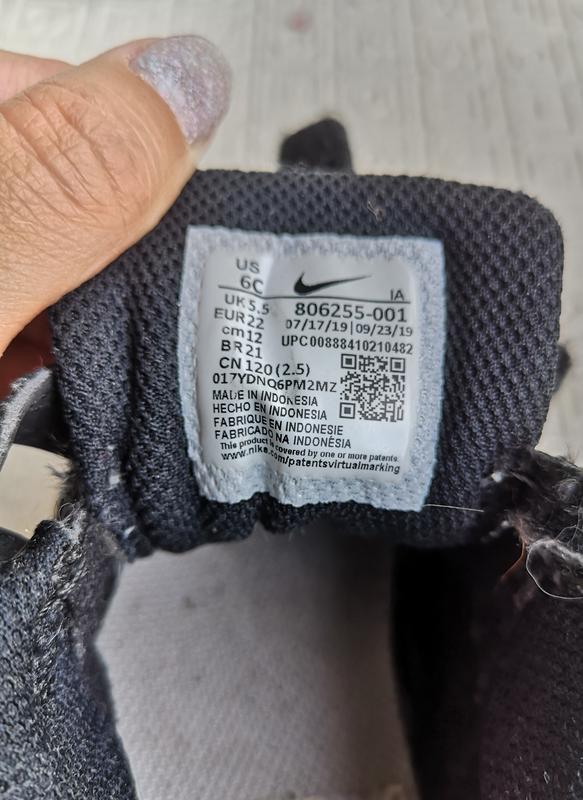 US
6C
IA
UK 5.5
806255-001
EUR 22
07/17/19 | 09/23/19
cm 12
UPC 00888410210482
BR 21
CN 120 (2.5)
017YDNQ6PM2MZ
MADE IN INDONESIA
HECHO EN INDONESIA
FABRIQUE EN INDONESIE
FABRICADO NA INDONÉSIA
This product is covered by one or more patents.
www.nike.com/patentsvirtualmarking